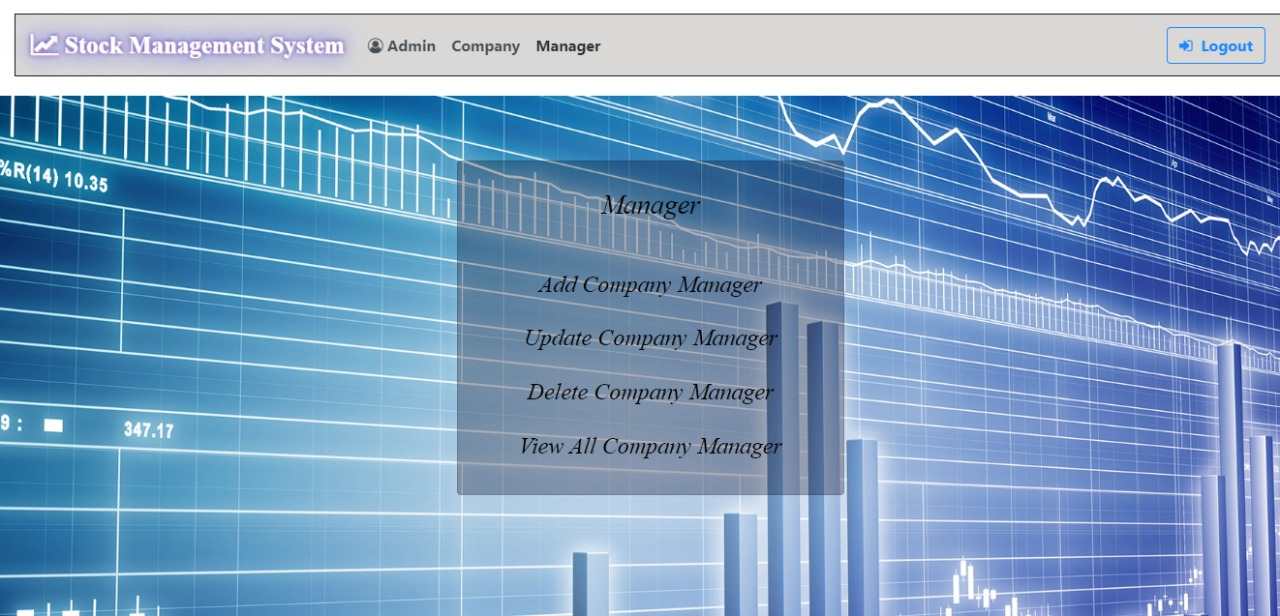 Stock Management System
Admin
Company
Manager
Logout
%R(14) 10.35
Manager
Add Company Manager
Update Company Manager
Delete Company Manager
View All Company Manager
9 :
347.17